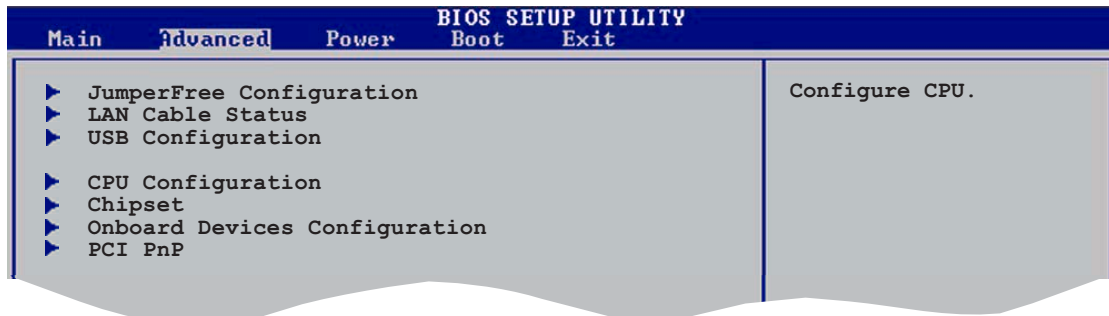 BIOS SETUP UTILITY
Main Advanced Power Boot Exit
JumperFree Configuration
LAN Cable Status
USB Configuration
CPU Configuration
Chipset
Onboard Devices Configuration
PCI PnP
Configure CPU.